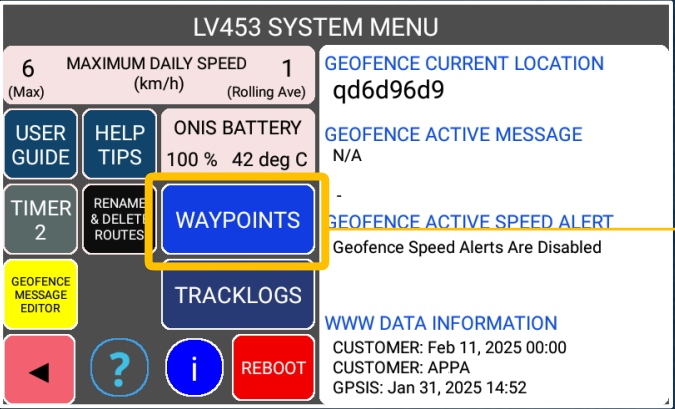 LV453 SYSTEM MENU
6
(Max)
MAXIMUM DAILY SPEED
(km/h)
1
(Rolling Ave)
USER
GUIDE
HELP
TIPS
ONIS BATTERY
100 % 42 deg C
TIMER
2
RENAME
& DELETE
ROUTES
WAYPOINTS
GEOFENCE
MESSAGE
EDITOR
TRACKLOGS
◄
?
i
REBOOT
GEOFENCE CURRENT LOCATION
qd6d96d9
GEOFENCE ACTIVE MESSAGE
N/A
-
GEOFENCE ACTIVE SPEED ALERT
Geofence Speed Alerts Are Disabled
WWW DATA INFORMATION
CUSTOMER: Feb 11, 2025 00:00
CUSTOMER: APPA
GPSIS: Jan 31, 2025 14:52